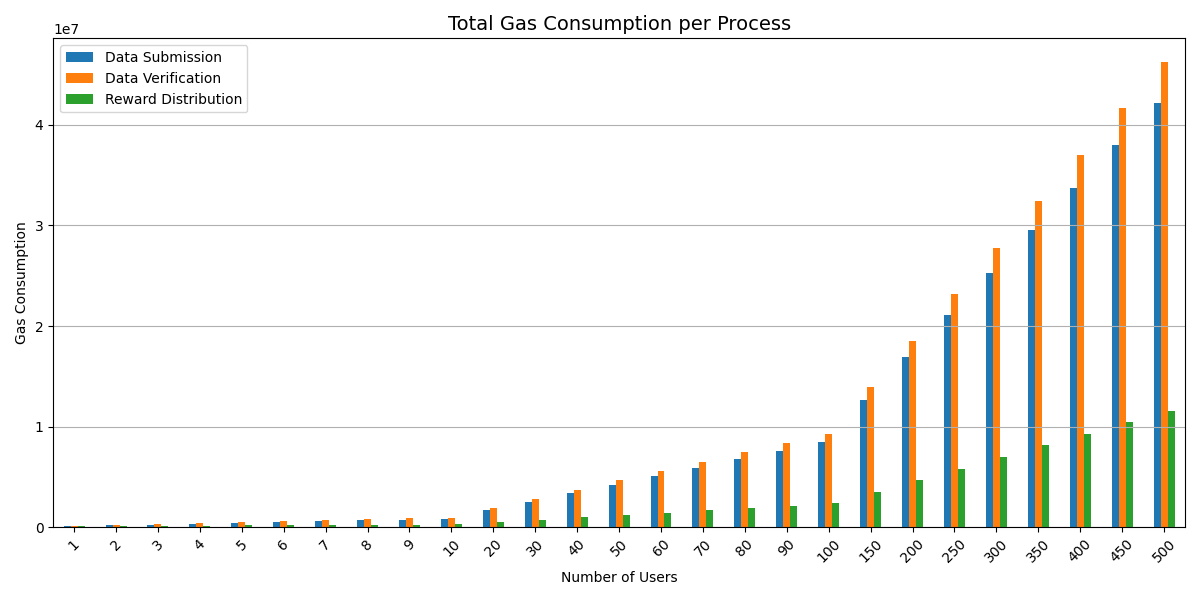 Total Gas Consumption per Process
1e7
Data Submission
Data Verification
Reward Distribution
Gas Consumption
4
3
2
1
0
1 2 3 4 5 6 7 8 9 10 20 30 40 50 60 70 80 90 100 150 200 250 300 350 400 450 500
Number of Users